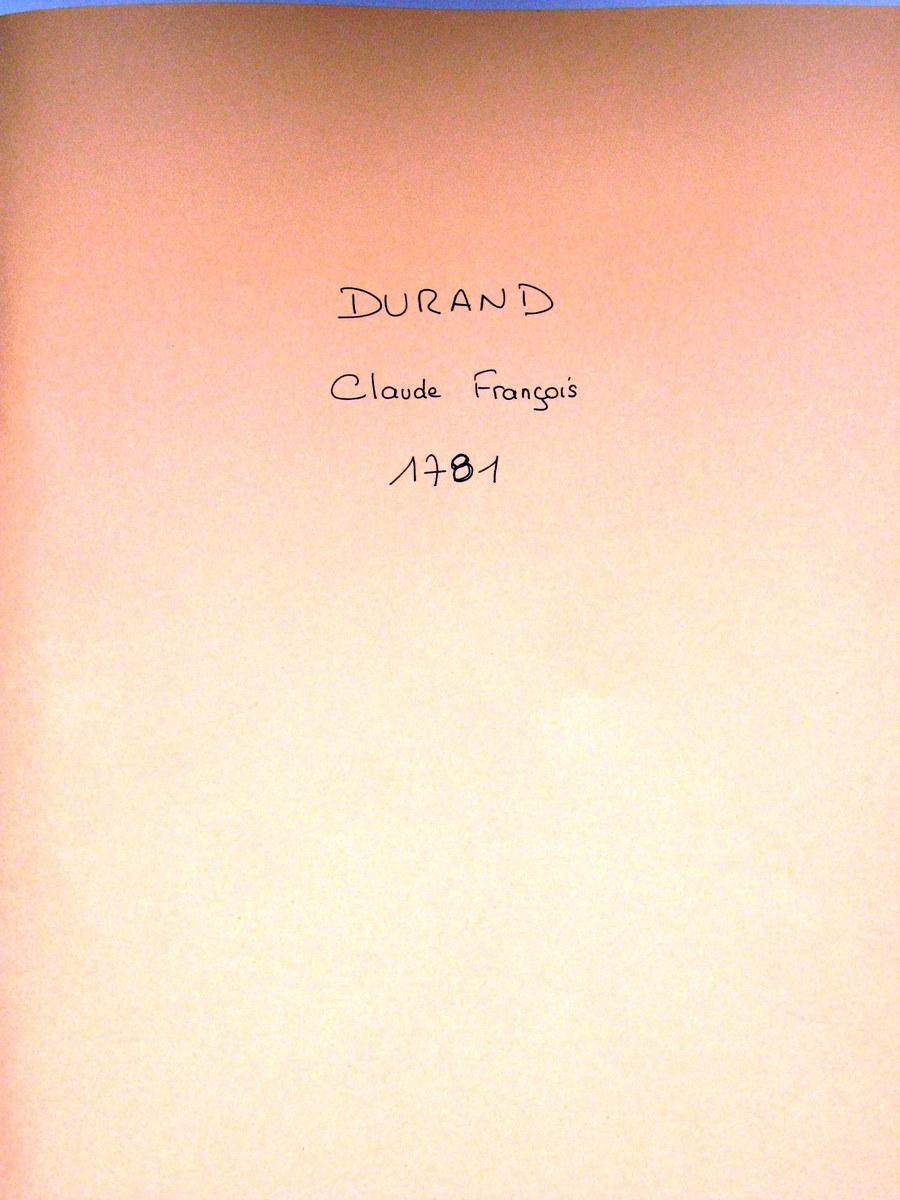 DURAND
Claude François
1781